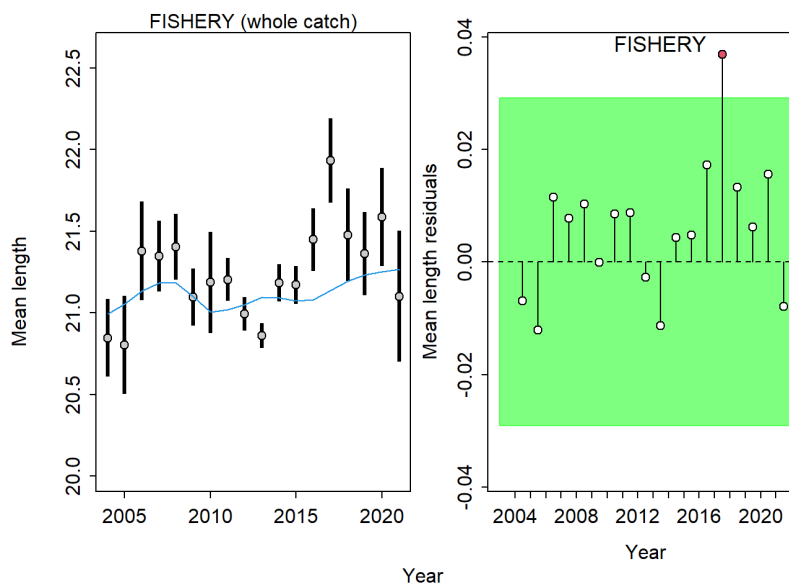 FISHERY (whole catch)
Mean length
22.5
22.0
21.5
21.0
20.5
20.0
2005 2010 2015 2020
FISHERY
Mean length residuals
0.04
0.02
0.00
-0.02
-0.04
2004 2008 2012 2016 2020
Year
Year